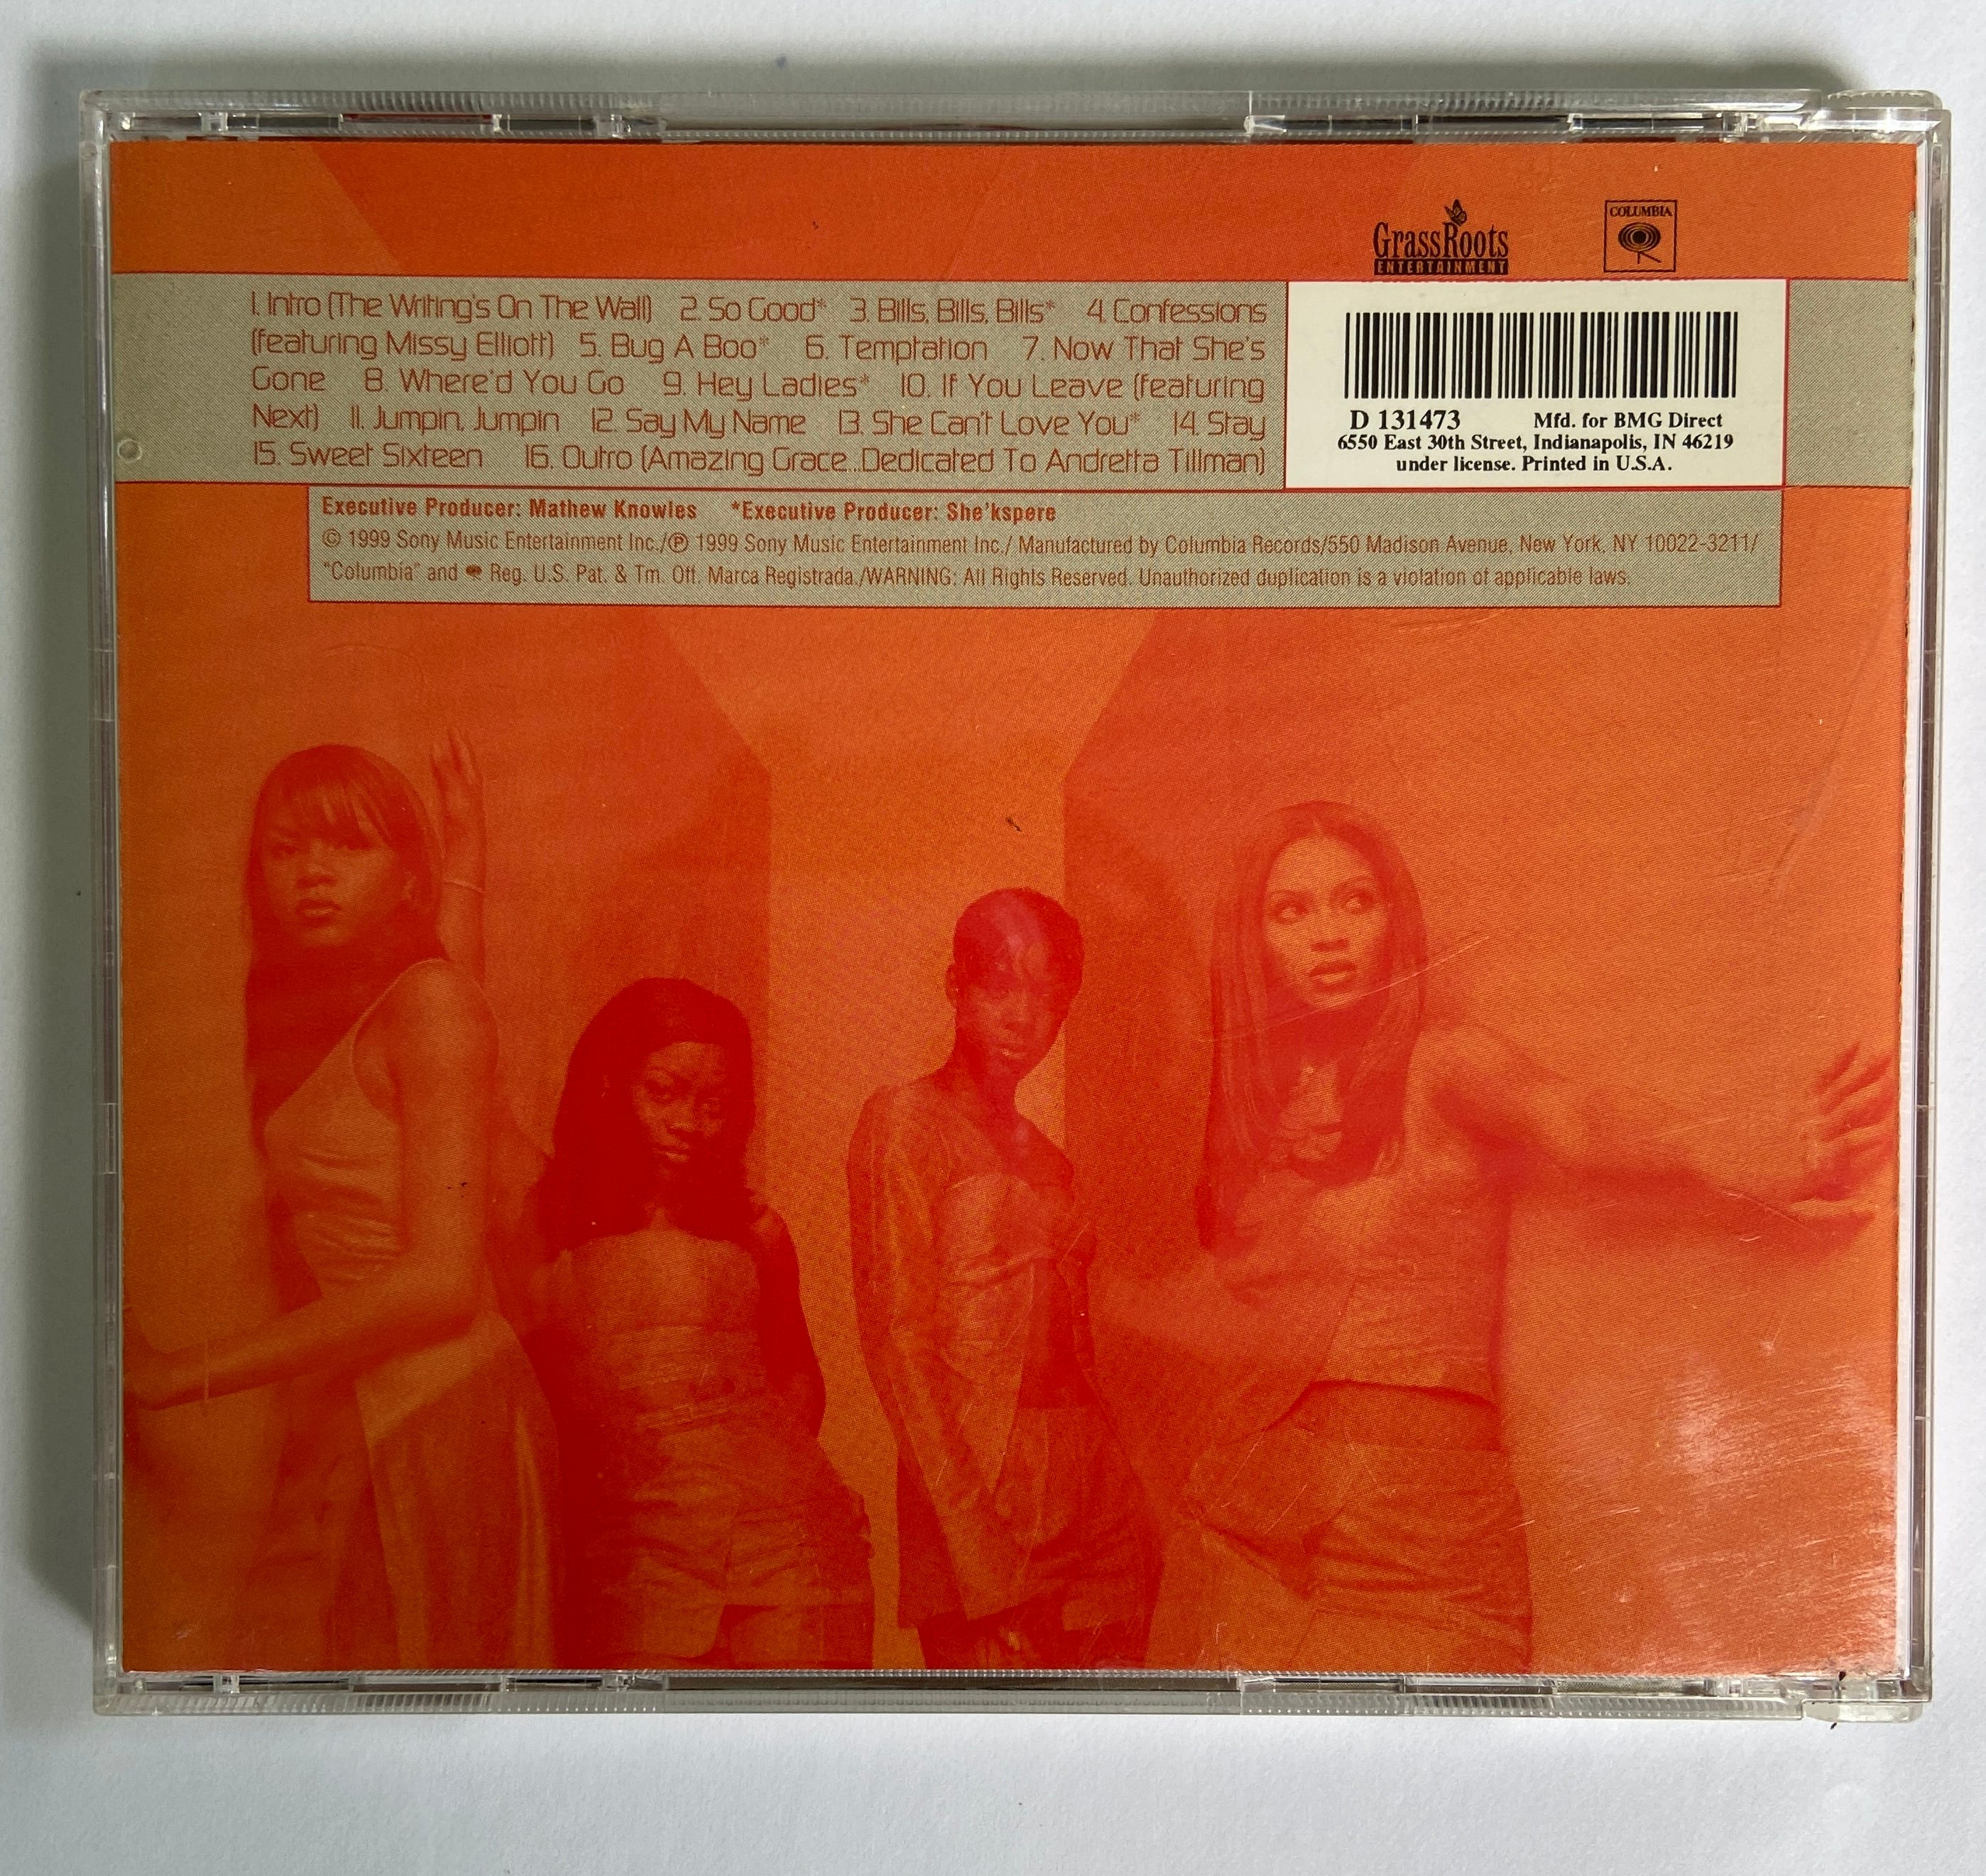 GrassRoots
ENTERTAINMENT
COLUMBIA
1. Intro (The Writing's On The Wall) 2. So Good* 3. Bills, Bills, Bills* 4. Confessions
(featuring Missy Elliott) 5. Bug A Boo* 6. Temptation 7. Now That She's
Gone 8. Where'd You Go 9. Hey Ladies* 10. If You Leave (featuring
Next) 11. Jumpin, Jumpin 12. Say My Name 13. She Can't Love You* 14. Stay
15. Sweet Sixteen 16. Outro (Amazing Grace...Dedicated To Andretta Tillman)
D 131473 Mfd. for BMG Direct
6550 East 30th Street, Indianapolis, IN 46219
under license. Printed in U.S.A.
Executive Producer: Mathew Knowles *Executive Producer: She'kspere
© 1999 Sony Music Entertainment Inc./℗ 1999 Sony Music Entertainment Inc./ Manufactured by Columbia Records/550 Madison Avenue, New York, NY 10022-3211/
"Columbia" and Reg. U.S. Pat. & Tm. Off. Marca Registrada./WARNING: All Rights Reserved. Unauthorized duplication is a violation of applicable laws.